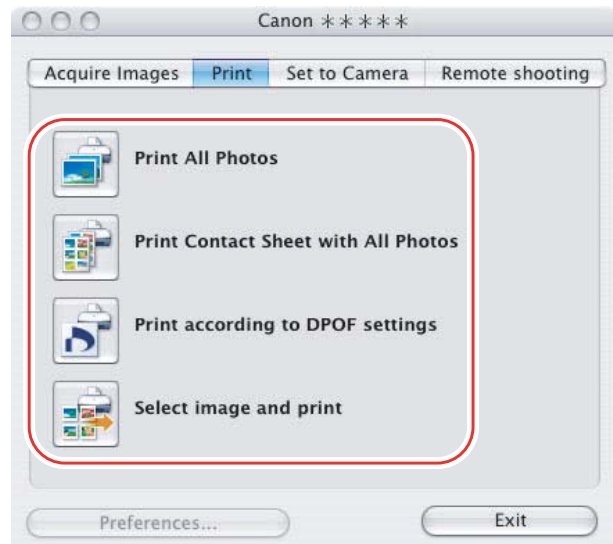 Canon ＊＊＊＊＊
Acquire Images Print Set to Camera Remote shooting
Print All Photos
Print Contact Sheet with All Photos
Print according to DPOF settings
Select image and print
Preferences... Exit